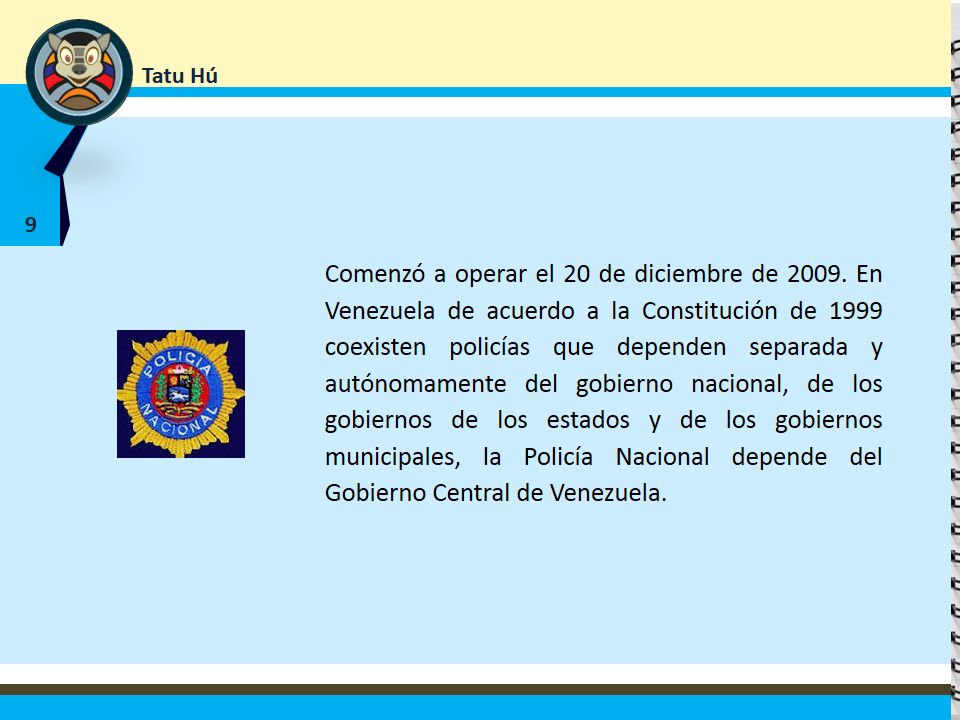 Tatu Hú
9
Comenzó a operar el 20 de diciembre de 2009. En
Venezuela de acuerdo a la Constitución de 1999
coexisten policías que dependen separada y
autónomamente del gobierno nacional, de los
gobiernos de los estados y de los gobiernos
municipales, la Policía Nacional depende del
Gobierno Central de Venezuela.
POLICIA
NACIONAL